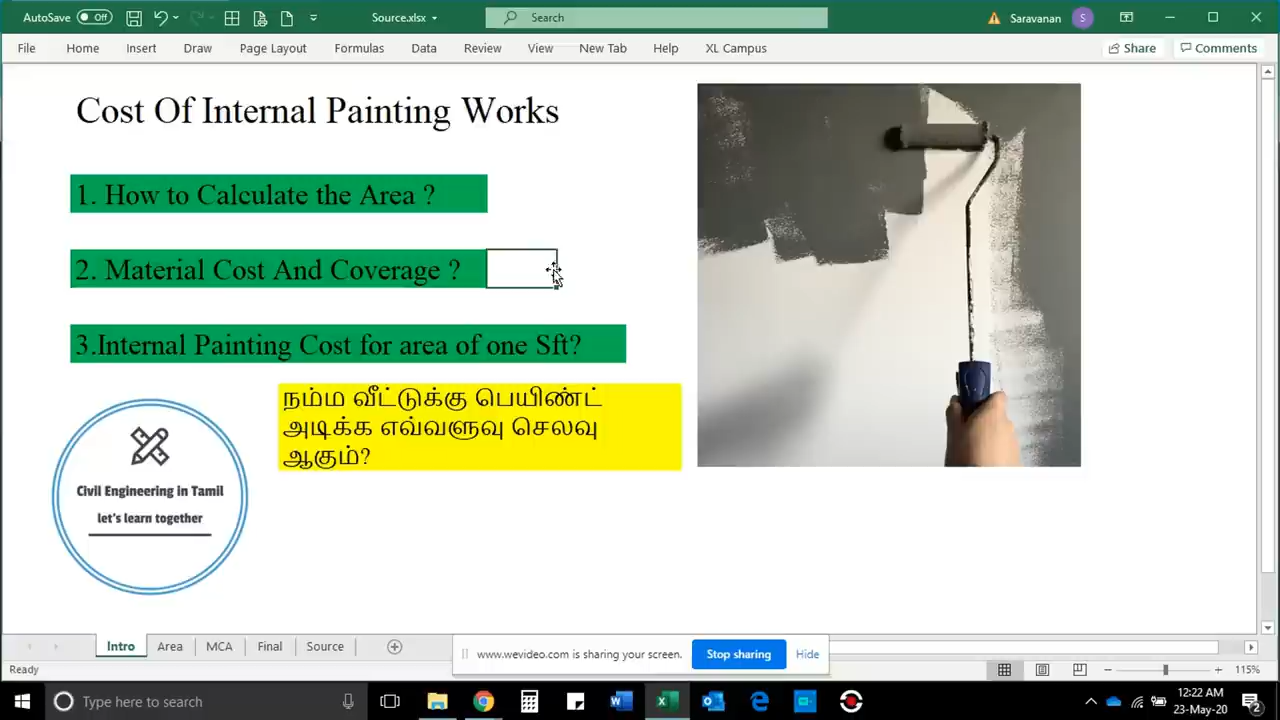 AutoSave Off Source.xlsx Search Saravanan S
File Home Insert Draw Page Layout Formulas Data Review View New Tab Help XL Campus Share Comments
Cost Of Internal Painting Works
1. How to Calculate the Area ?
2. Material Cost And Coverage ?
3.Internal Painting Cost for area of one Sft?
நம்ம வீட்டுக்கு பெயிண்ட்
அடிக்க எவ்வளவு செலவு
ஆகும்?
Civil Engineering in Tamil
let's learn together
Intro Area MCA Final Source
www.wevideo.com is sharing your screen. Stop sharing Hide
Ready 115%
Type here to search 12:22 AM
23-May-20 2